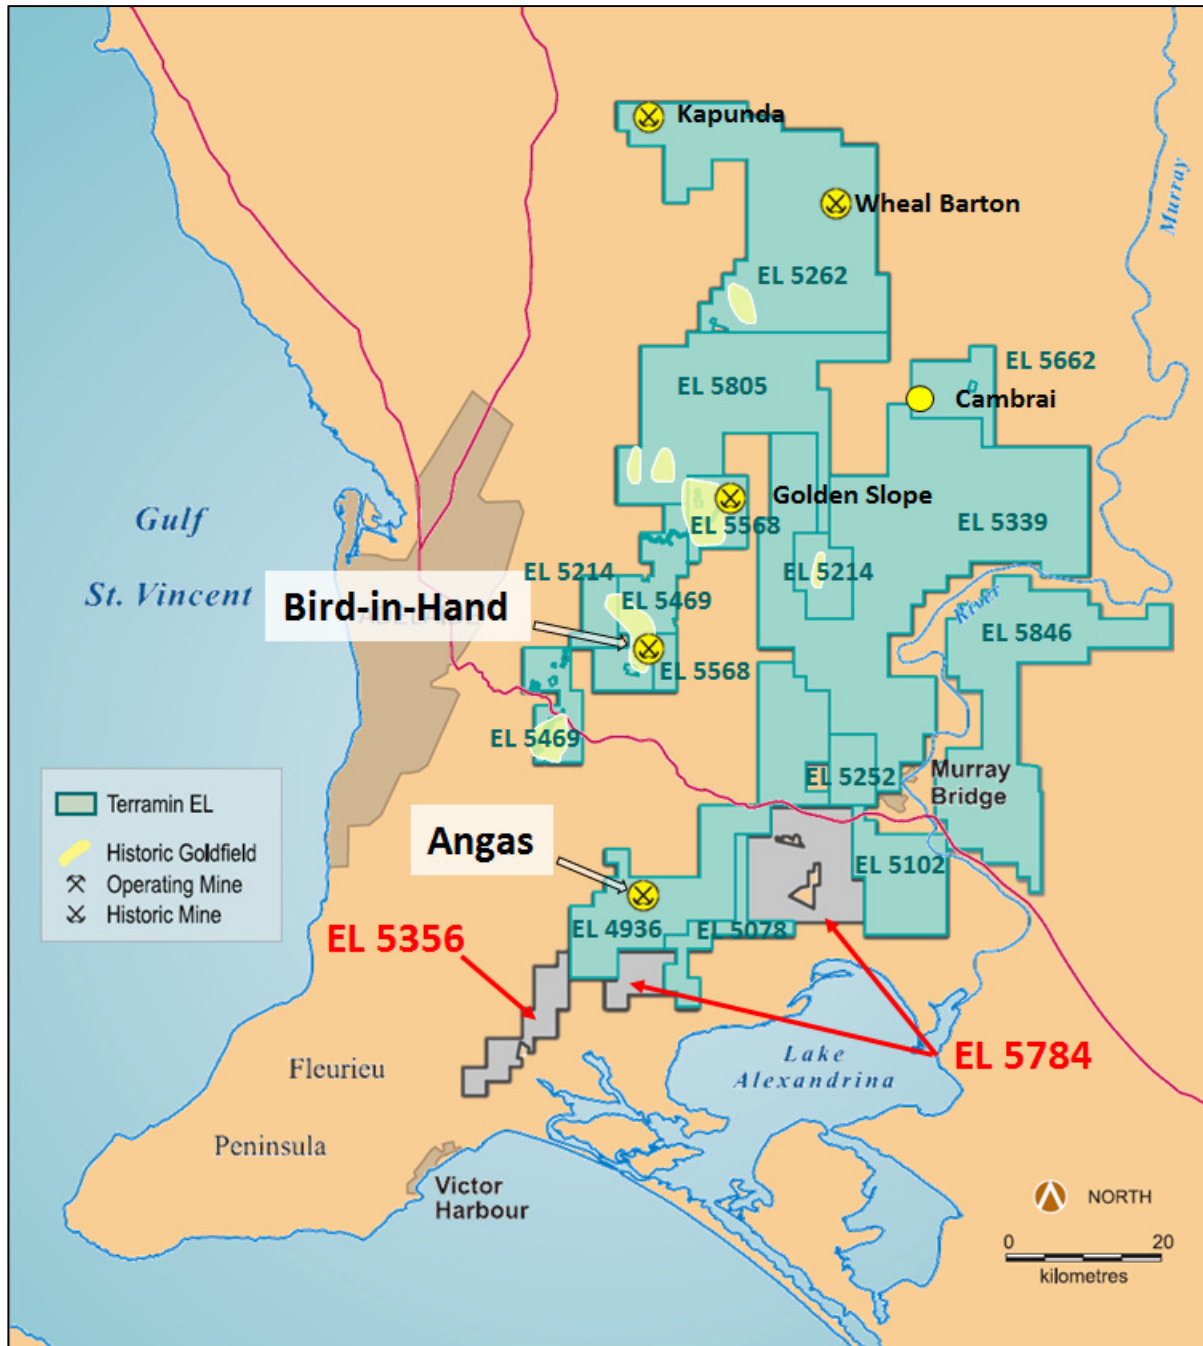 Kapunda
Wheal Barton
Murray
EL 5262
EL 5662
EL 5805
Cambrai
Gulf
St. Vincent
Golden Slope
EL 5568
EL 5339
EL 5214
EL 5214
Bird-in-Hand
EL 5469
River
EL 5846
EL 5568
EL 5469
EL 5252
Murray
Bridge
Terramin EL
Historic Goldfield
Operating Mine
Historic Mine
Angas
EL 5102
EL 4936
EL 5078
EL 5356
EL 5784
Lake
Alexandrina
Fleurieu
Peninsula
Victor
Harbour
NORTH
0 20
kilometres